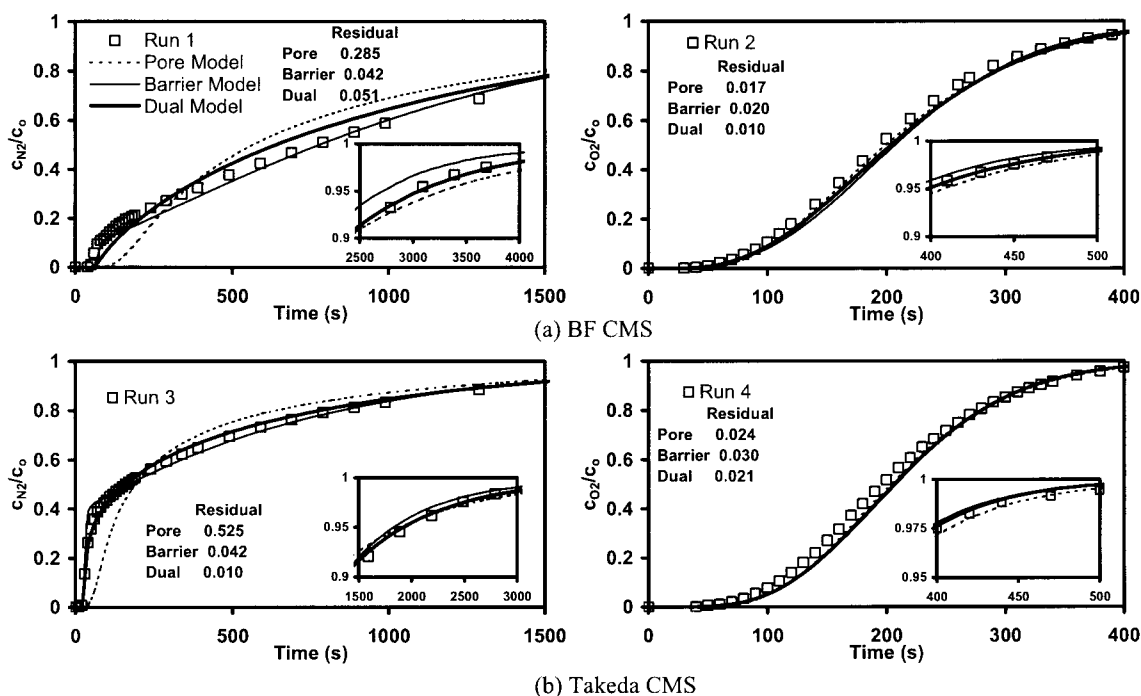 Run 1
Pore Model
Barrier Model
Dual Model
Residual
Pore 0.285
Barrier 0.042
Dual 0.051
cN2/co
1
0.8
0.6
0.4
0.2
0
0 500 1000 1500
Time (s)
1
0.95
0.9
2500 3000 3500 4000
Run 2
Residual
Pore 0.017
Barrier 0.020
Dual 0.010
cO2/co
1
0.8
0.6
0.4
0.2
0
0 100 200 300 400
Time (s)
1
0.95
0.9
400 450 500
(a) BF CMS
Run 3
Residual
Pore 0.525
Barrier 0.042
Dual 0.010
cN2/co
1
0.8
0.6
0.4
0.2
0
0 500 1000 1500
Time (s)
1
0.95
0.9
1500 2000 2500 3000
Run 4
Residual
Pore 0.024
Barrier 0.030
Dual 0.021
cO2/co
1
0.8
0.6
0.4
0.2
0
0 100 200 300 400
Time (s)
1
0.975
0.95
400 450 500
(b) Takeda CMS